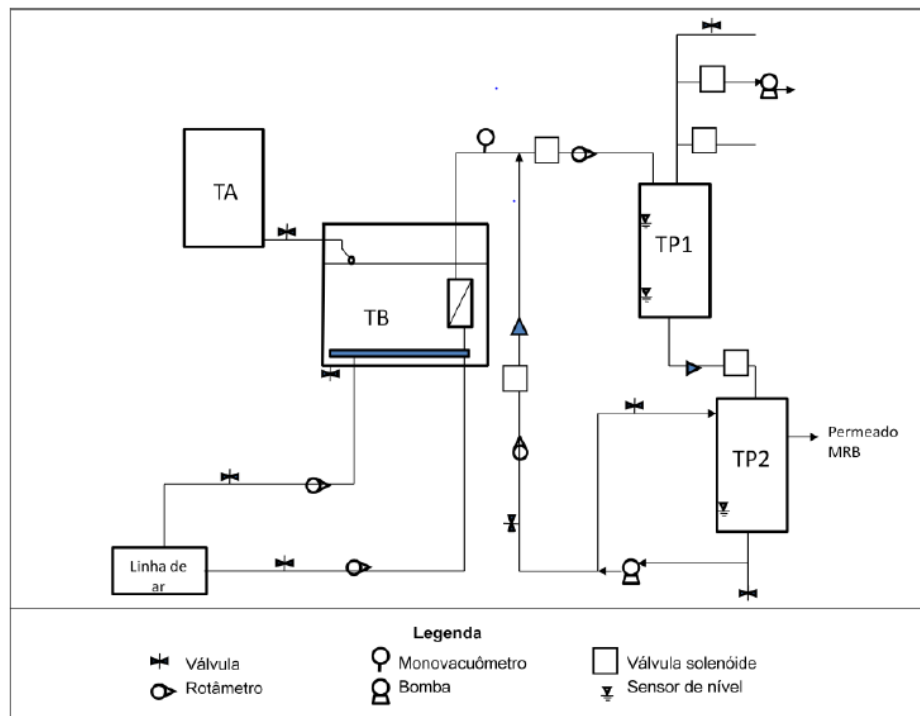 TA
TB
TP1
TP2
Permeado
MRB
Linha de
ar
Legenda
Válvula
Monovacuômetro
Válvula solenóide
Rotâmetro
Bomba
Sensor de nível